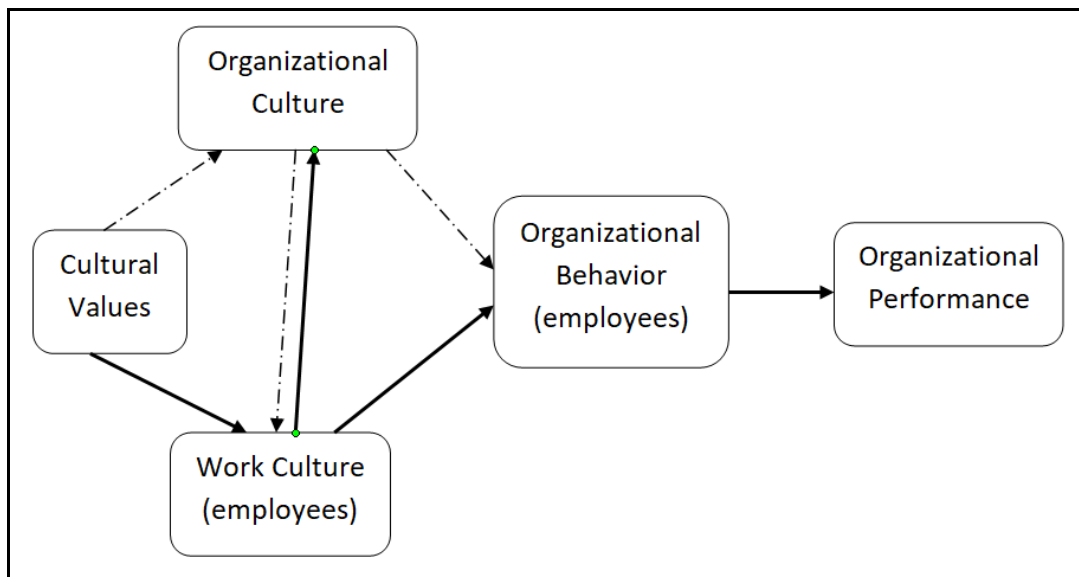 Organizational
Culture
Cultural
Values
Work Culture
(employees)
Organizational
Behavior
(employees)
Organizational
Performance